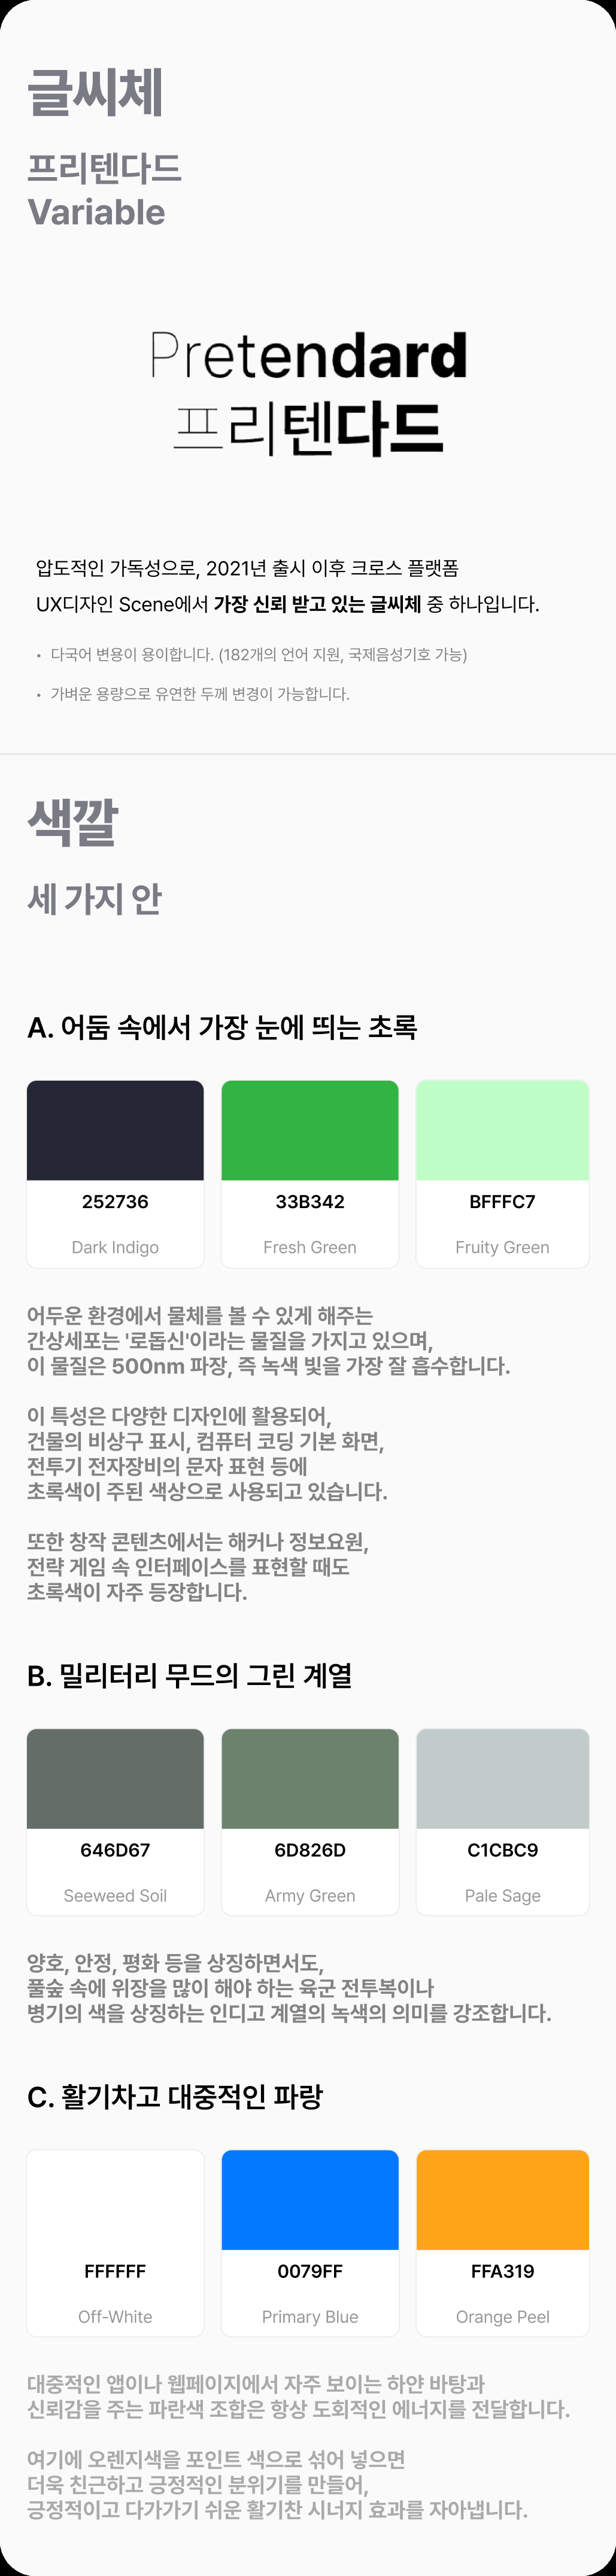 글씨체
프리텐다드
Variable
Pretendard
프리텐다드
압도적인 가독성으로, 2021년 출시 이후 크로스 플랫폼
UX디자인 Scene에서 가장 신뢰 받고 있는 글씨체 중 하나입니다.
• 다국어 변용이 용이합니다. (182개의 언어 지원, 국제음성기호 가능)
• 가벼운 용량으로 유연한 두께 변경이 가능합니다.
색깔
세 가지 안
A. 어둠 속에서 가장 눈에 띄는 초록
252736 33B342 BFFFC7
Dark Indigo Fresh Green Fruity Green
어두운 환경에서 물체를 볼 수 있게 해주는
간상세포는 '로돕신'이라는 물질을 가지고 있으며,
이 물질은 500nm 파장, 즉 녹색 빛을 가장 잘 흡수합니다.
이 특성은 다양한 디자인에 활용되어,
건물의 비상구 표시, 컴퓨터 코딩 기본 화면,
전투기 전자장비의 문자 표현 등에
초록색이 주된 색상으로 사용되고 있습니다.
또한 창작 콘텐츠에서는 해커나 정보요원,
전략 게임 속 인터페이스를 표현할 때도
초록색이 자주 등장합니다.
B. 밀리터리 무드의 그린 계열
646D67 6D826D C1CBC9
Seeweed Soil Army Green Pale Sage
양호, 안정, 평화 등을 상징하면서도,
풀숲 속에 위장을 많이 해야 하는 육군 전투복이나
병기의 색을 상징하는 인디고 계열의 녹색의 의미를 강조합니다.
C. 활기차고 대중적인 파랑
FFFFFF 0079FF FFA319
Off-White Primary Blue Orange Peel
대중적인 앱이나 웹페이지에서 자주 보이는 하얀 바탕과
신뢰감을 주는 파란색 조합은 항상 도회적인 에너지를 전달합니다.
여기에 오렌지색을 포인트 색으로 섞어 넣으면
더욱 친근하고 긍정적인 분위기를 만들어,
긍정적이고 다가가기 쉬운 활기찬 시너지 효과를 자아냅니다.